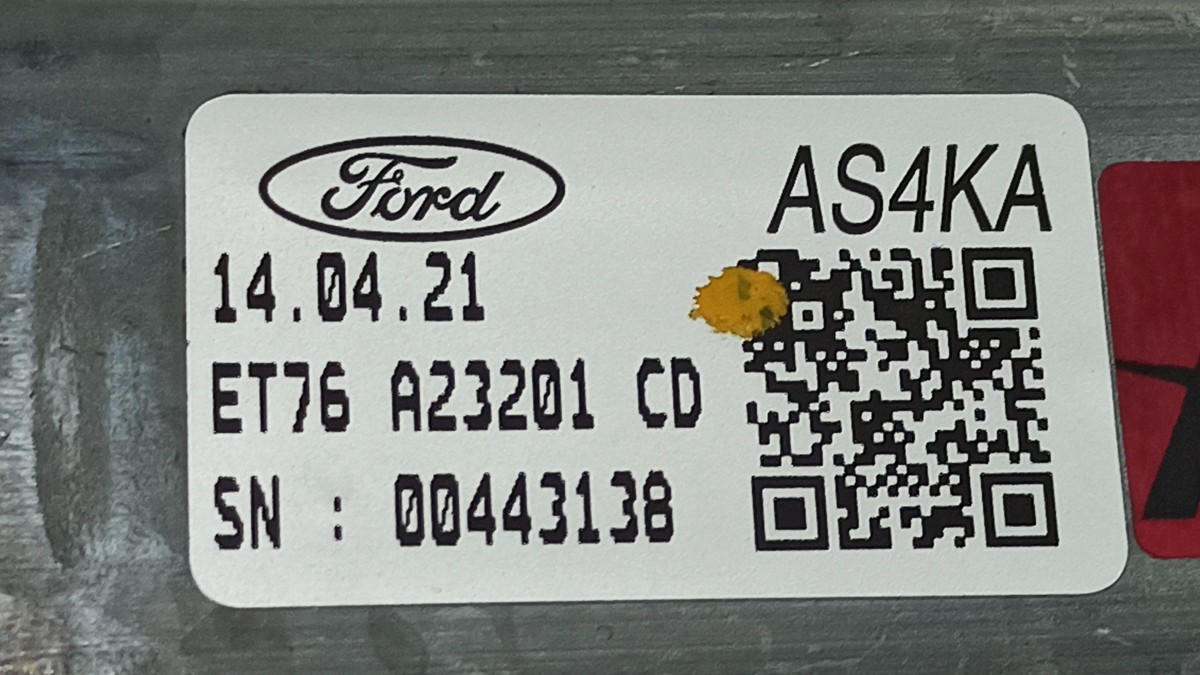 Ford
AS4KA
14.04.21
ET76 A23201 CD
SN : 00443138